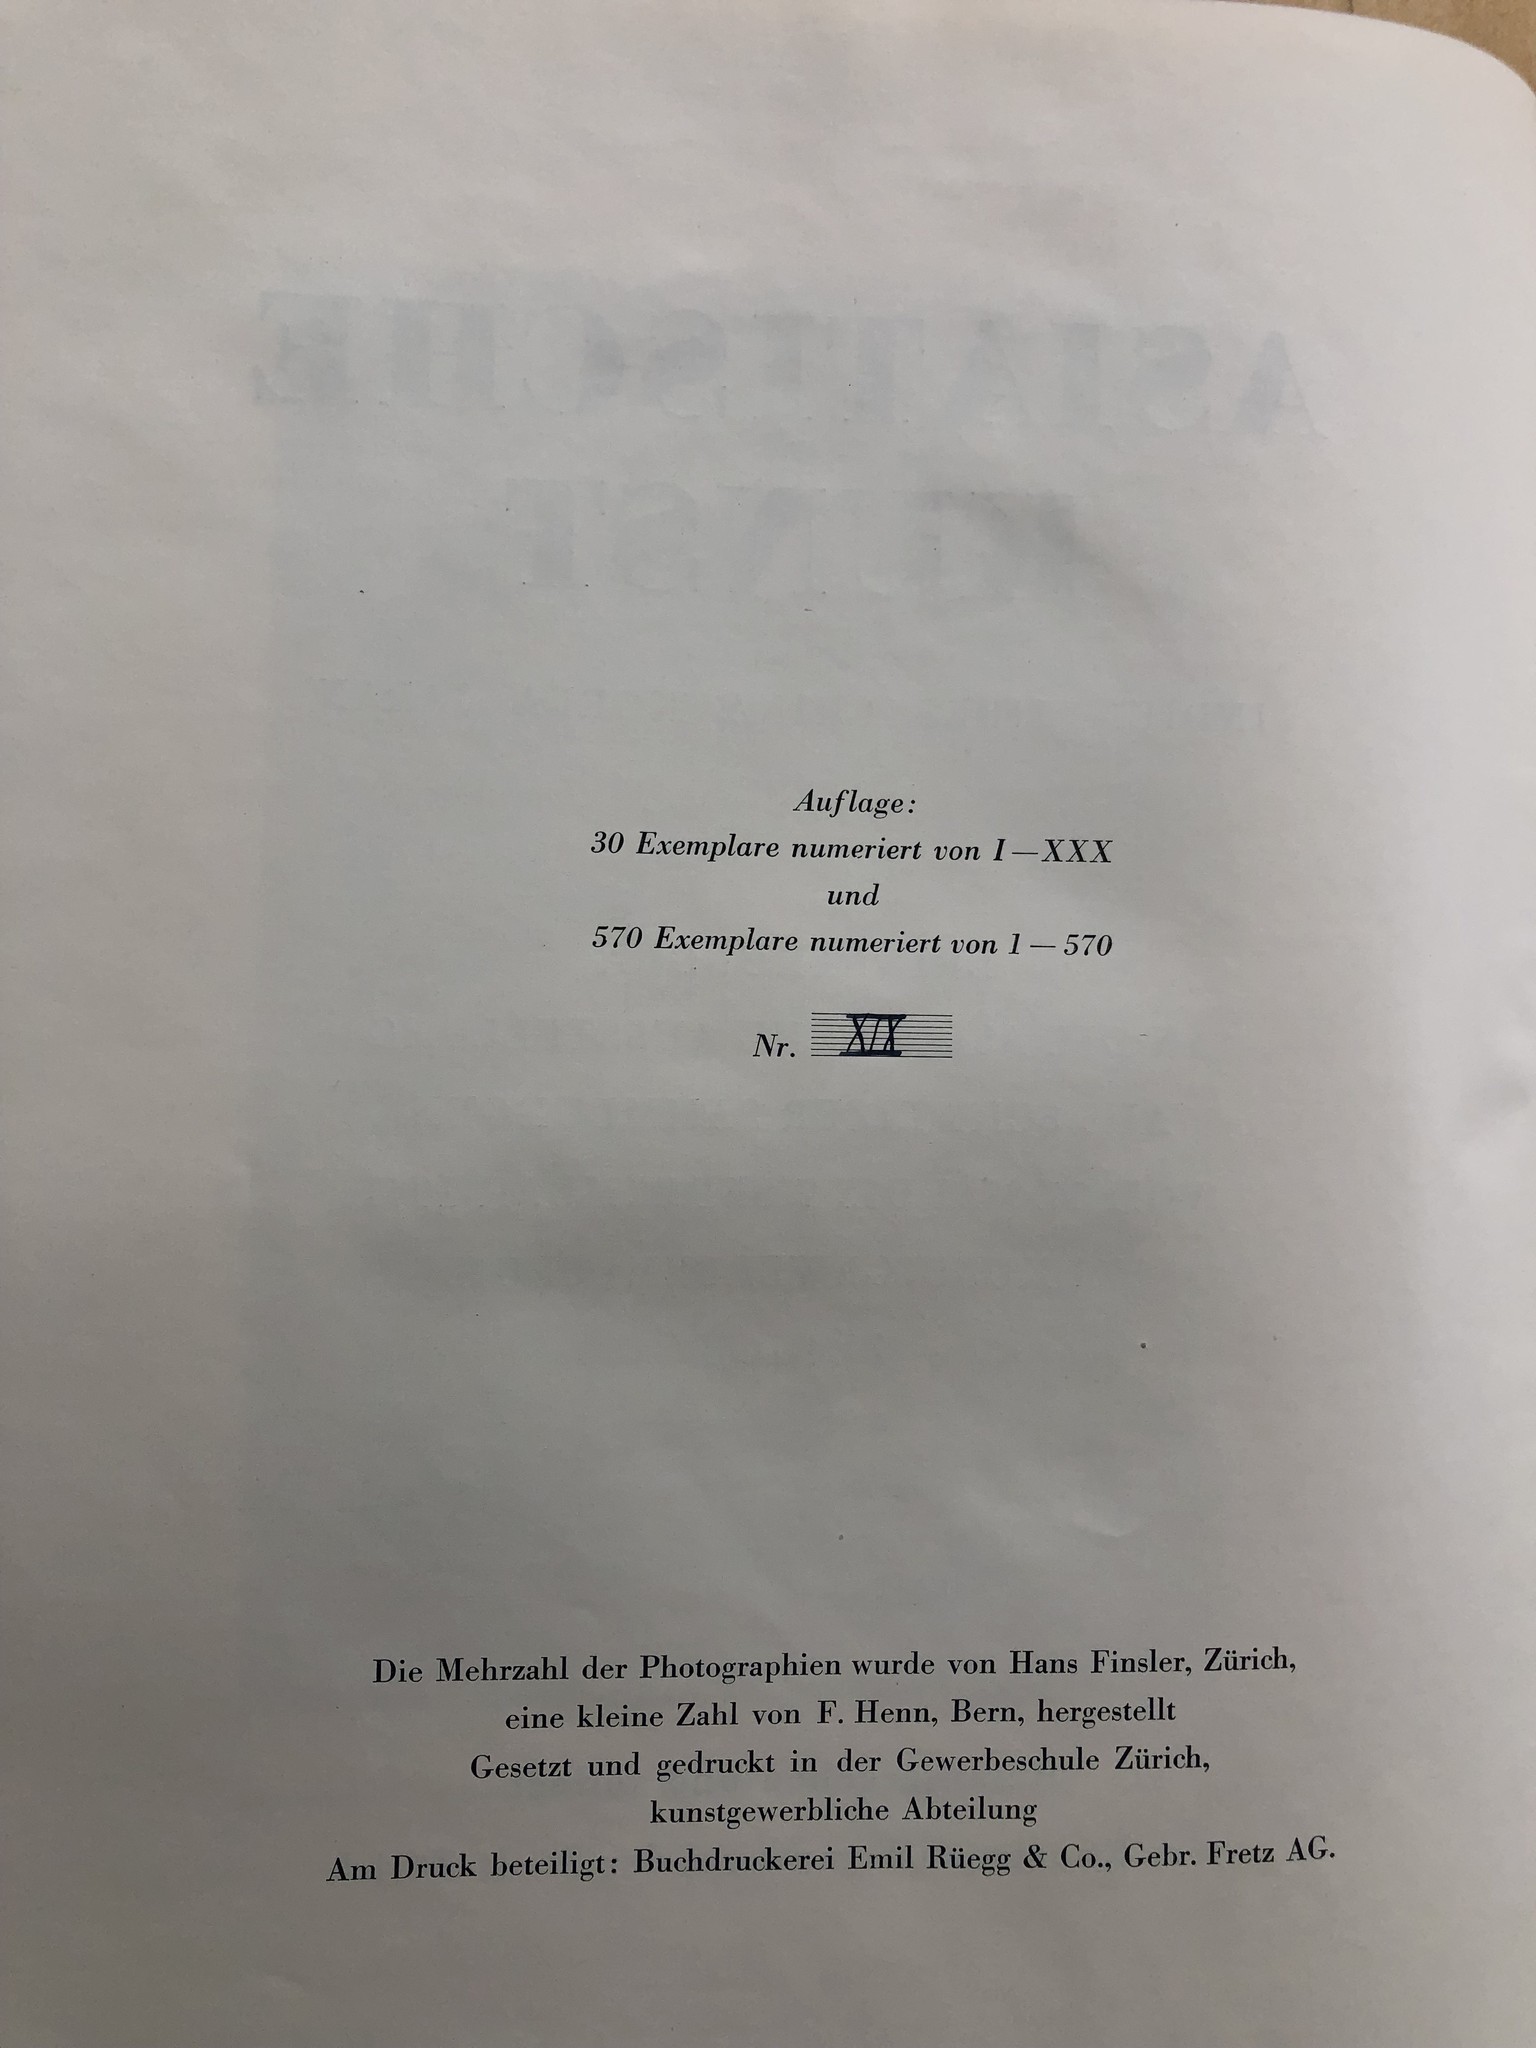 Auflage:
30 Exemplare numeriert von I—XXX
und
570 Exemplare numeriert von 1 — 570
Nr. XIX
Die Mehrzahl der Photographien wurde von Hans Finsler, Zürich,
eine kleine Zahl von F. Henn, Bern, hergestellt
Gesetzt und gedruckt in der Gewerbeschule Zürich,
kunstgewerbliche Abteilung
Am Druck beteiligt: Buchdruckerei Emil Rüegg & Co., Gebr. Fretz AG.